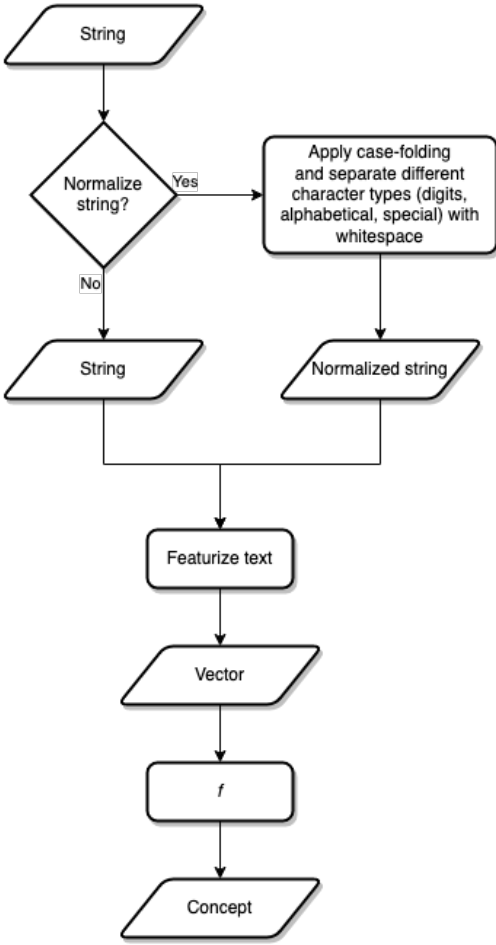 String
Normalize
string?
Yes
Apply case-folding
and separate different
character types (digits,
alphabetical, special) with
whitespace
No
String
Normalized string
Featurize text
Vector
f
Concept